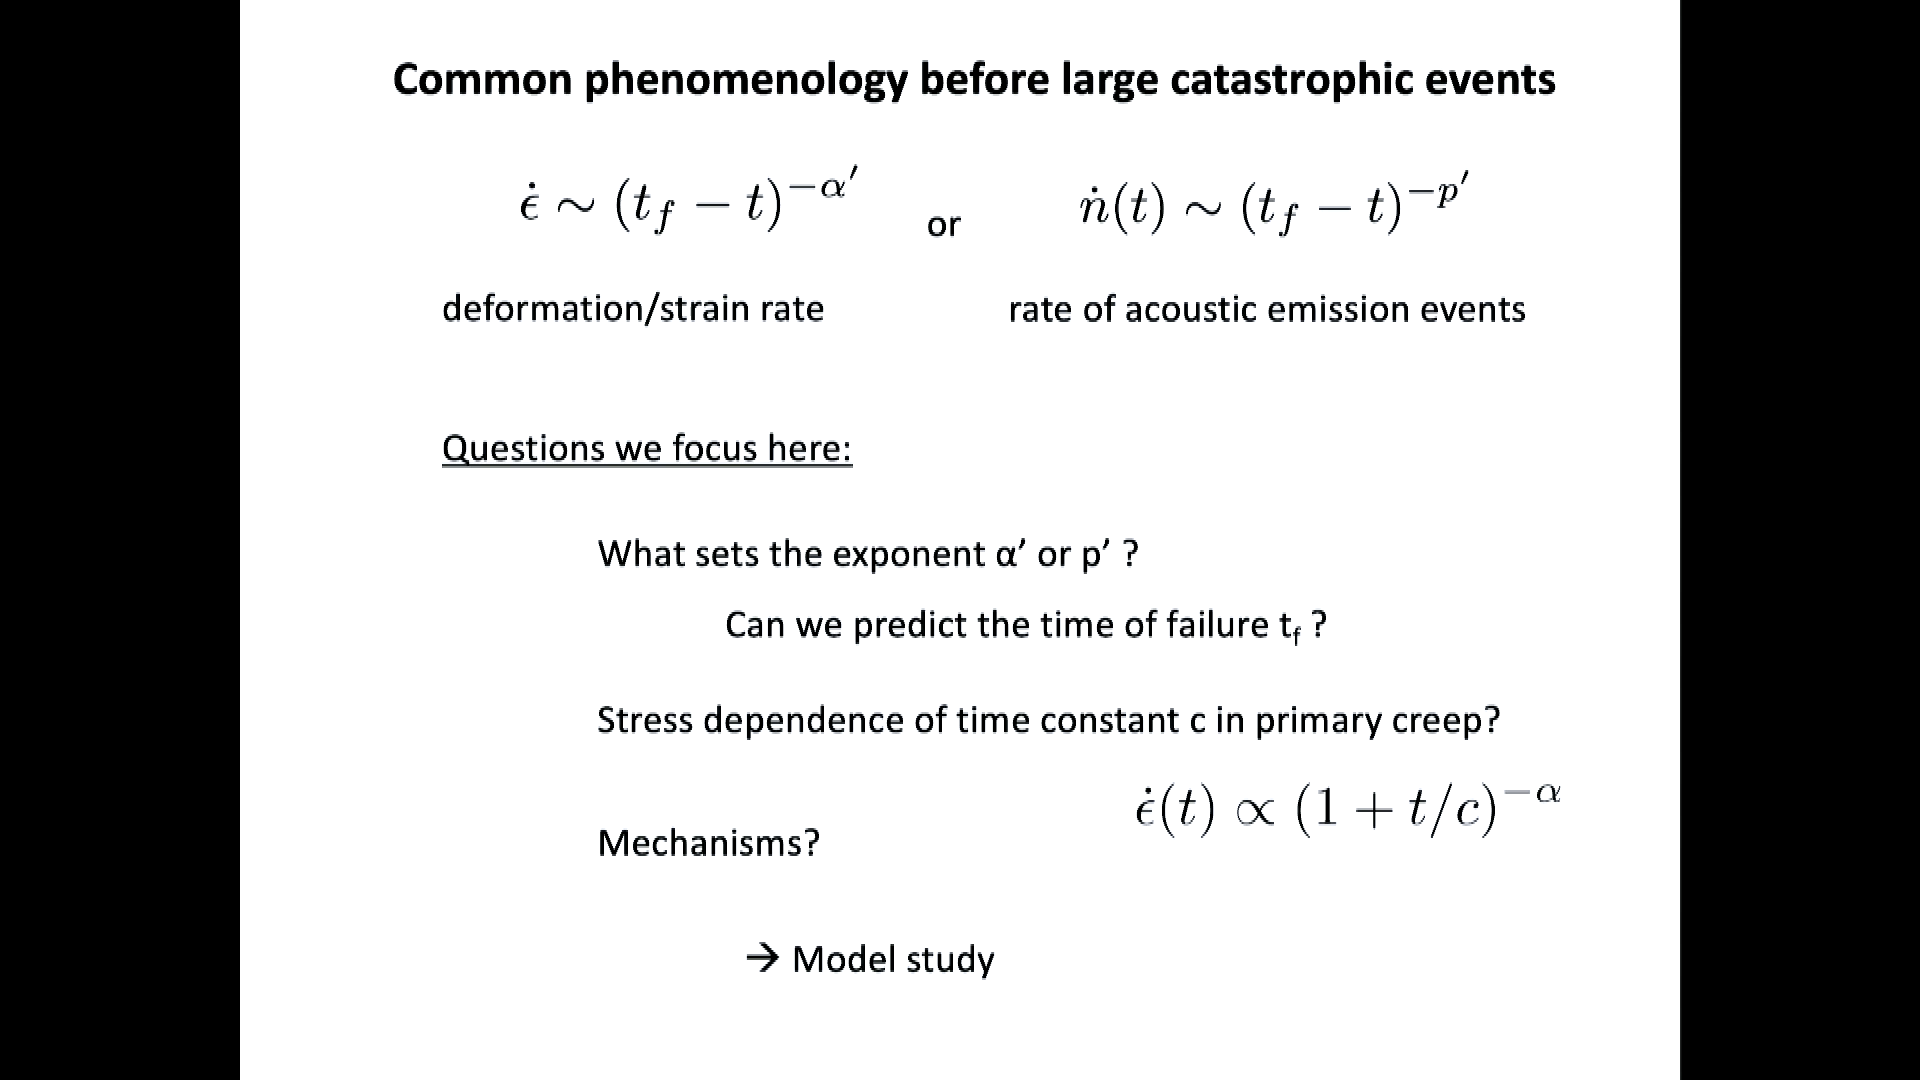 Common phenomenology before large catastrophic events
ϵ̇ ∼ (t_f − t)^{−α′} or ṅ(t) ∼ (t_f − t)^{−p′}
deformation/strain rate rate of acoustic emission events
Questions we focus here:
What sets the exponent α’ or p’ ?
Can we predict the time of failure t_f ?
Stress dependence of time constant c in primary creep?
ϵ̇(t) ∝ (1 + t/c)^{−α}
Mechanisms?
→ Model study